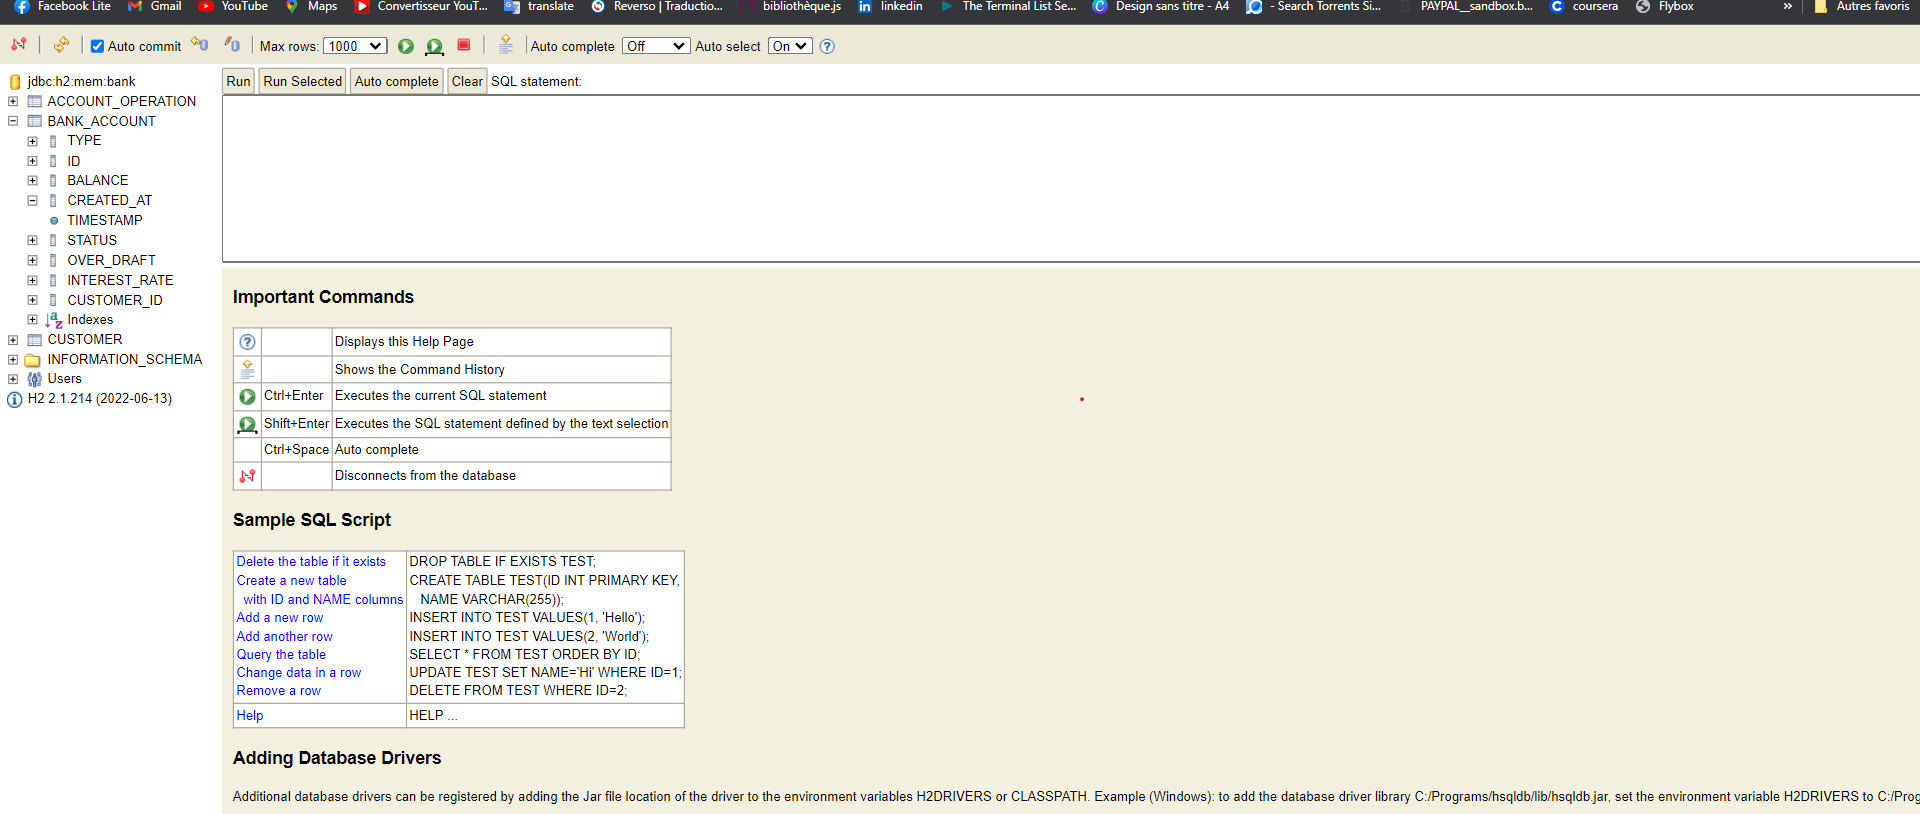 Facebook Lite Gmail YouTube Maps Convertisseur YouT... translate Reverso | Traductio... bibliothèque.js linkedin The Terminal List Se... Design sans titre - A4 - Search Torrents Si... PAYPAL__sandbox.b... coursera Flybox » Autres favoris
Auto commit Max rows: 1000 Auto complete Off Auto select On
jdbc:h2:mem:bank
ACCOUNT_OPERATION
BANK_ACCOUNT
TYPE
ID
BALANCE
CREATED_AT
TIMESTAMP
STATUS
OVER_DRAFT
INTEREST_RATE
CUSTOMER_ID
Indexes
CUSTOMER
INFORMATION_SCHEMA
Users
H2 2.1.214 (2022-06-13)
Run Run Selected Auto complete Clear SQL statement:
Important Commands
Displays this Help Page
Shows the Command History
Ctrl+Enter Executes the current SQL statement
Shift+Enter Executes the SQL statement defined by the text selection
Ctrl+Space Auto complete
Disconnects from the database
Sample SQL Script
Delete the table if it exists DROP TABLE IF EXISTS TEST;
Create a new table CREATE TABLE TEST(ID INT PRIMARY KEY,
with ID and NAME columns NAME VARCHAR(255));
Add a new row INSERT INTO TEST VALUES(1, 'Hello');
Add another row INSERT INTO TEST VALUES(2, 'World');
Query the table SELECT * FROM TEST ORDER BY ID;
Change data in a row UPDATE TEST SET NAME='Hi' WHERE ID=1;
Remove a row DELETE FROM TEST WHERE ID=2;
Help HELP ...
Adding Database Drivers
Additional database drivers can be registered by adding the Jar file location of the driver to the environment variables H2DRIVERS or CLASSPATH. Example (Windows): to add the database driver library C:/Programs/hsqldb/lib/hsqldb.jar, set the environment variable H2DRIVERS to C:/Prog